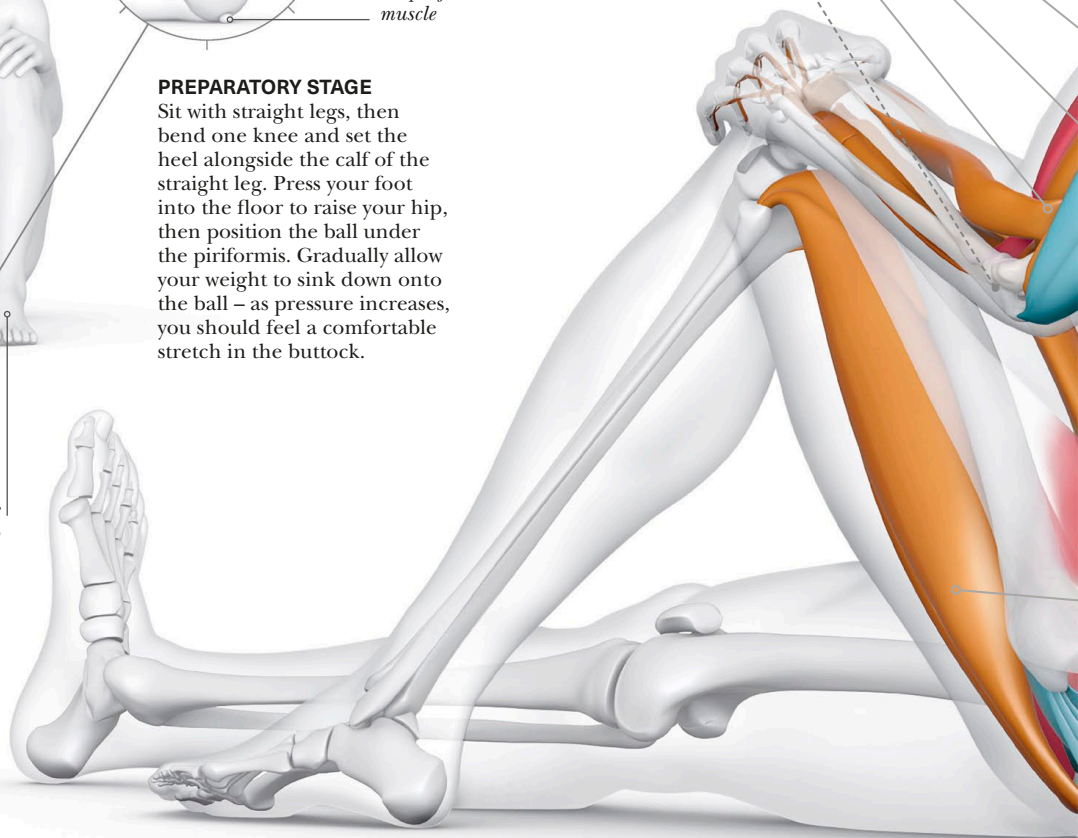 muscle
PREPARATORY STAGE
Sit with straight legs, then
bend one knee and set the
heel alongside the calf of the
straight leg. Press your foot
into the floor to raise your hip,
then position the ball under
the piriformis. Gradually allow
your weight to sink down onto
the ball – as pressure increases,
you should feel a comfortable
stretch in the buttock.